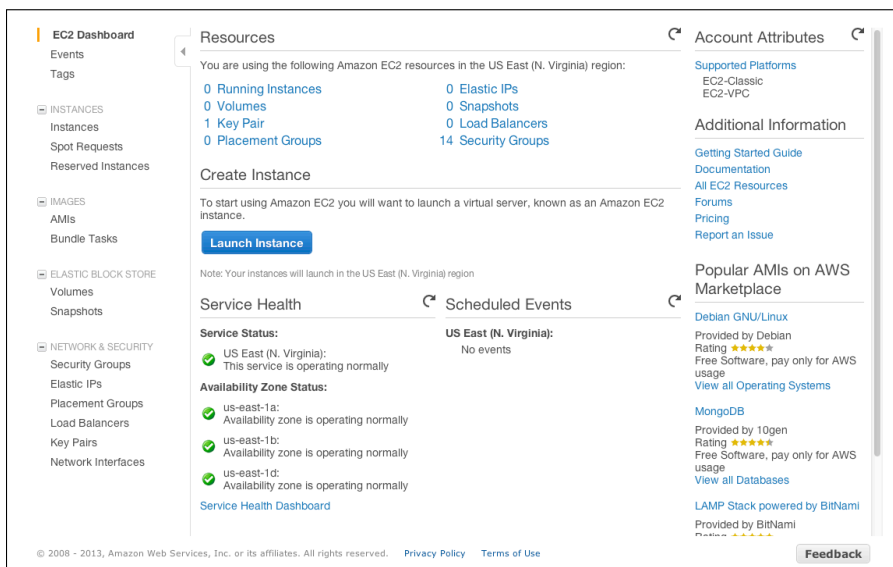 EC2 Dashboard
Events
Tags
INSTANCES
Instances
Spot Requests
Reserved Instances
IMAGES
AMIs
Bundle Tasks
ELASTIC BLOCK STORE
Volumes
Snapshots
NETWORK & SECURITY
Security Groups
Elastic IPs
Placement Groups
Load Balancers
Key Pairs
Network Interfaces
Resources
You are using the following Amazon EC2 resources in the US East (N. Virginia) region:
0 Running Instances
0 Elastic IPs
0 Volumes
0 Snapshots
1 Key Pair
0 Load Balancers
0 Placement Groups
14 Security Groups
Create Instance
To start using Amazon EC2 you will want to launch a virtual server, known as an Amazon EC2
instance.
Launch Instance
Note: Your instances will launch in the US East (N. Virginia) region
Service Health
Service Status:
US East (N. Virginia):
This service is operating normally
Availability Zone Status:
us-east-1a:
Availability zone is operating normally
us-east-1b:
Availability zone is operating normally
us-east-1d:
Availability zone is operating normally
Service Health Dashboard
Scheduled Events
US East (N. Virginia):
No events
Account Attributes
Supported Platforms
EC2-Classic
EC2-VPC
Additional Information
Getting Started Guide
Documentation
All EC2 Resources
Forums
Pricing
Report an Issue
Popular AMIs on AWS
Marketplace
Debian GNU/Linux
Provided by Debian
Rating
Free Software, pay only for AWS
usage
View all Operating Systems
MongoDB
Provided by 10gen
Rating
Free Software, pay only for AWS
usage
View all Databases
LAMP Stack powered by BitNami
Provided by BitNami
Rating
© 2008 - 2013, Amazon Web Services, Inc. or its affiliates. All rights reserved.
Privacy Policy
Terms of Use
Feedback